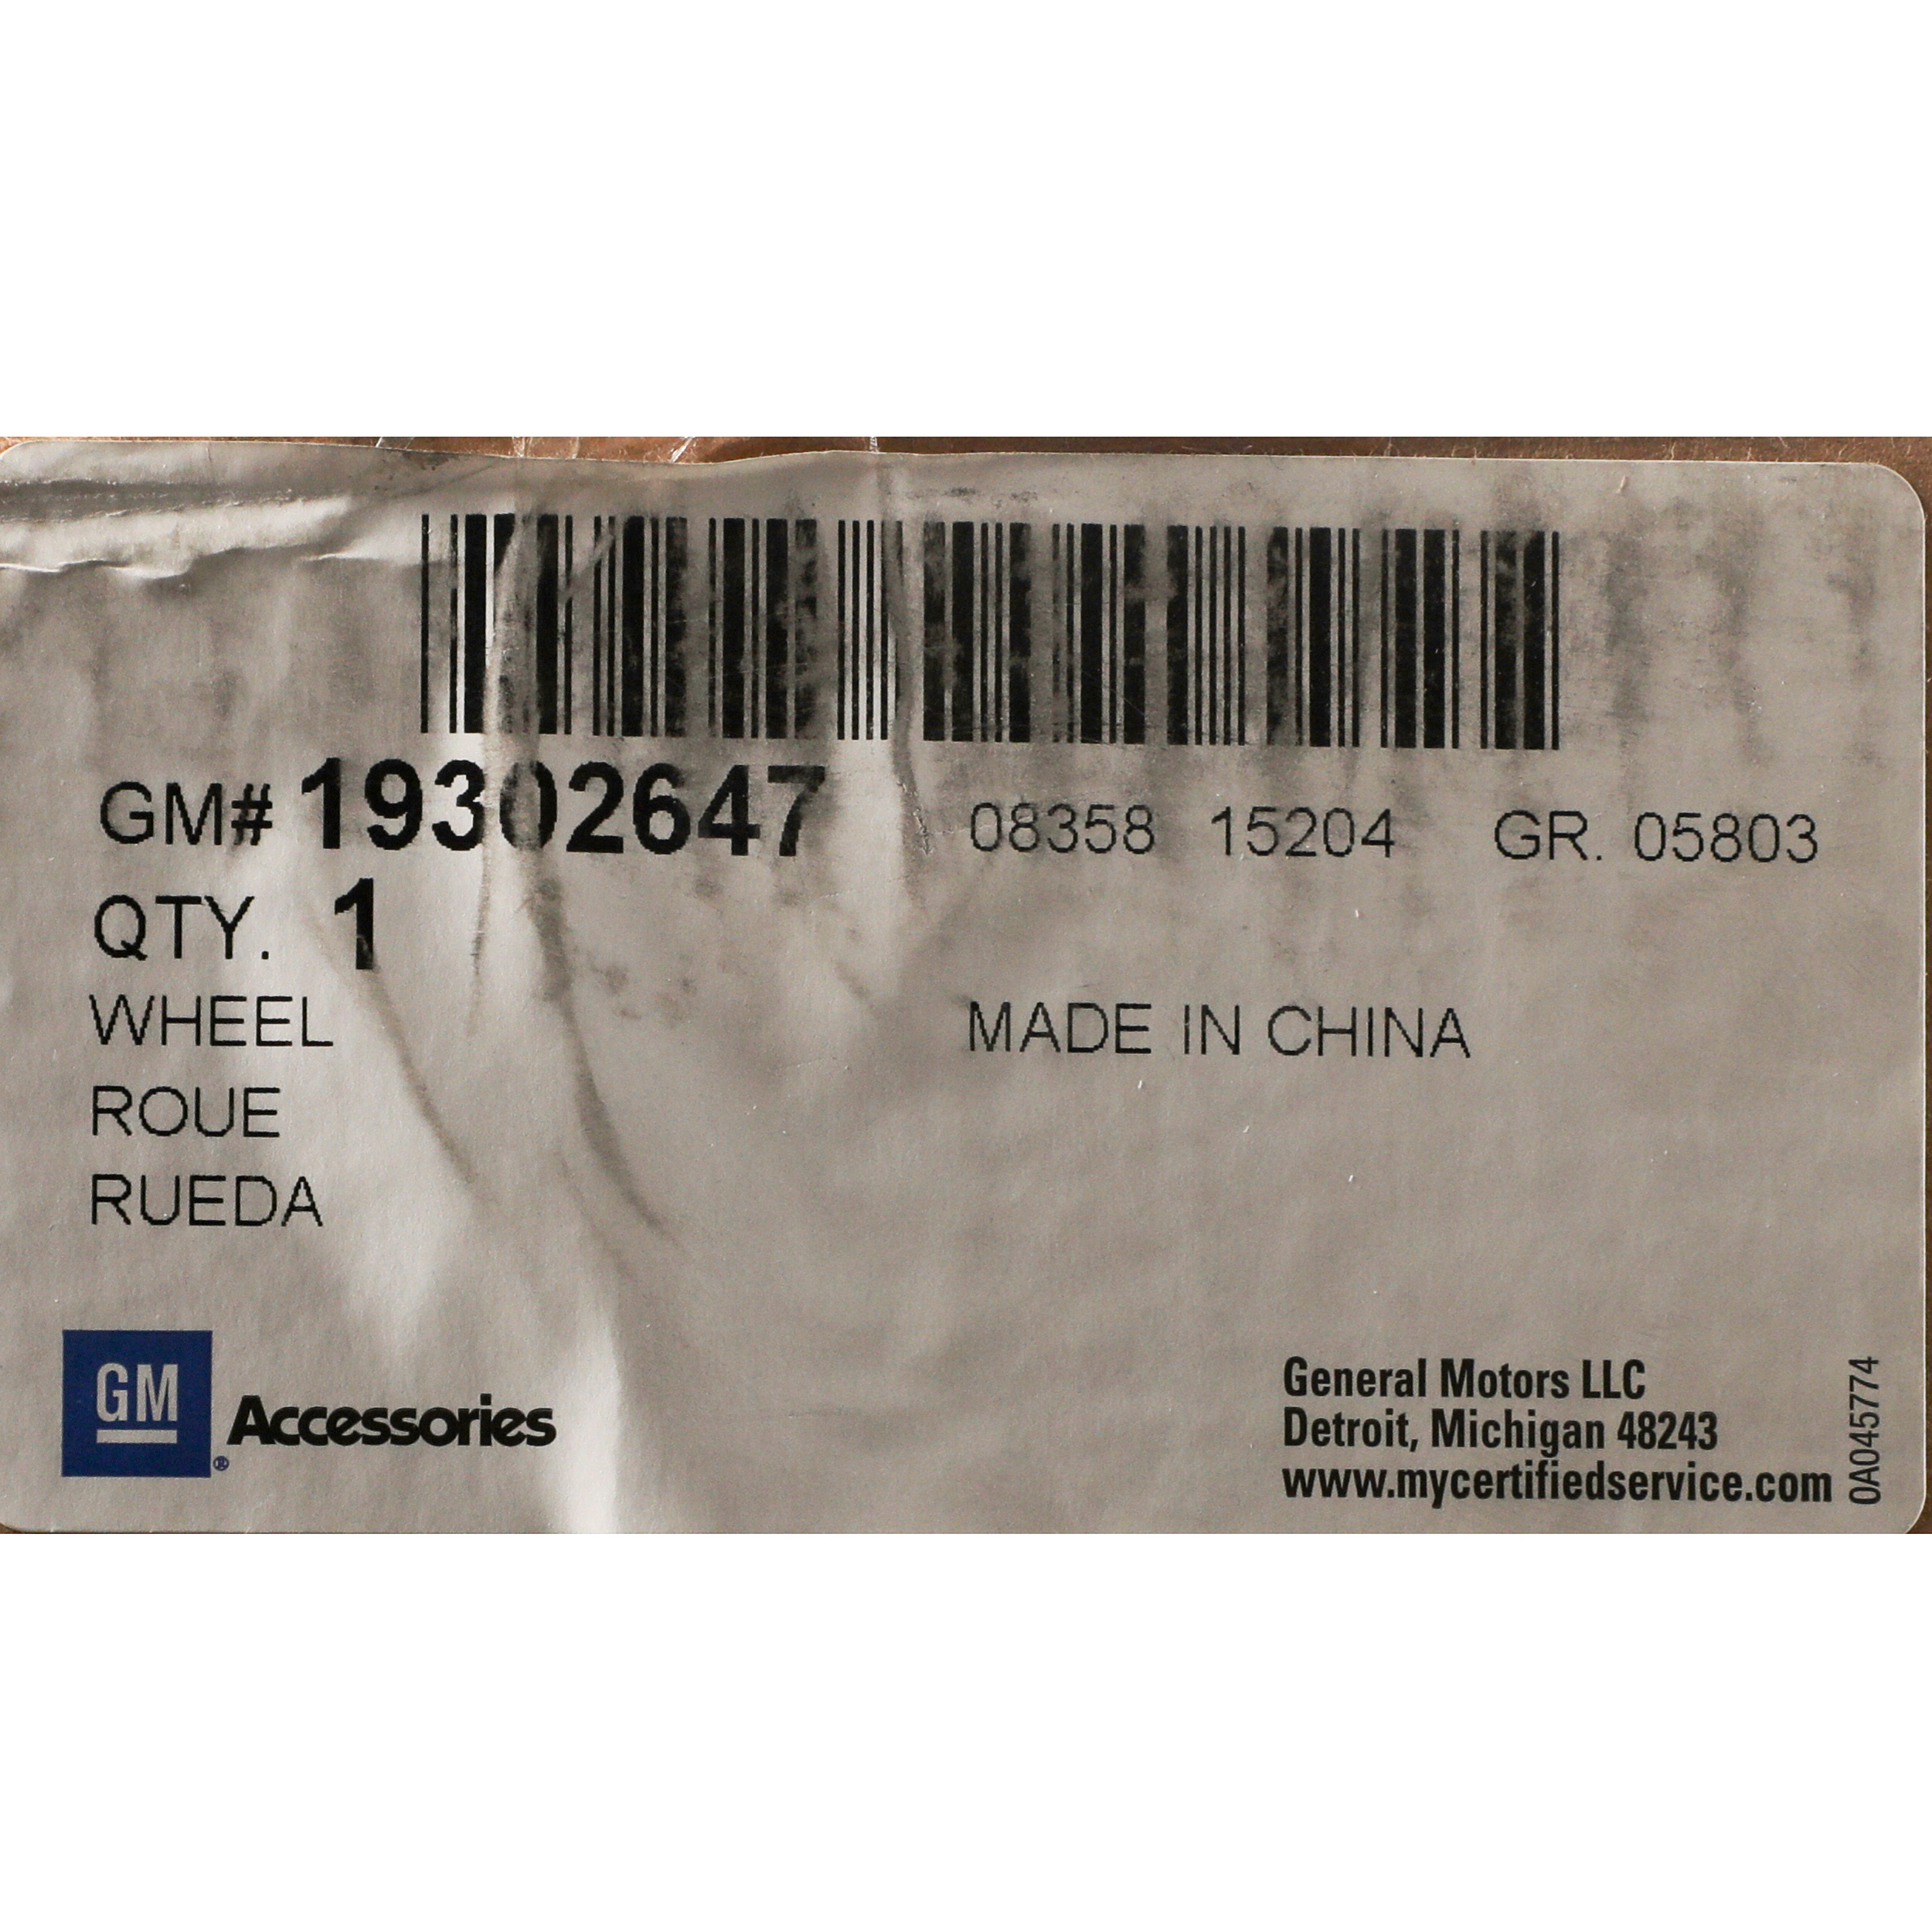 GM# 19302647 08358 15204 GR. 05803
QTY. 1
WHEEL MADE IN CHINA
ROUE
RUEDA
GM
® Accessories
General Motors LLC
Detroit, Michigan 48243
www.mycertifiedservice.com
0A045774